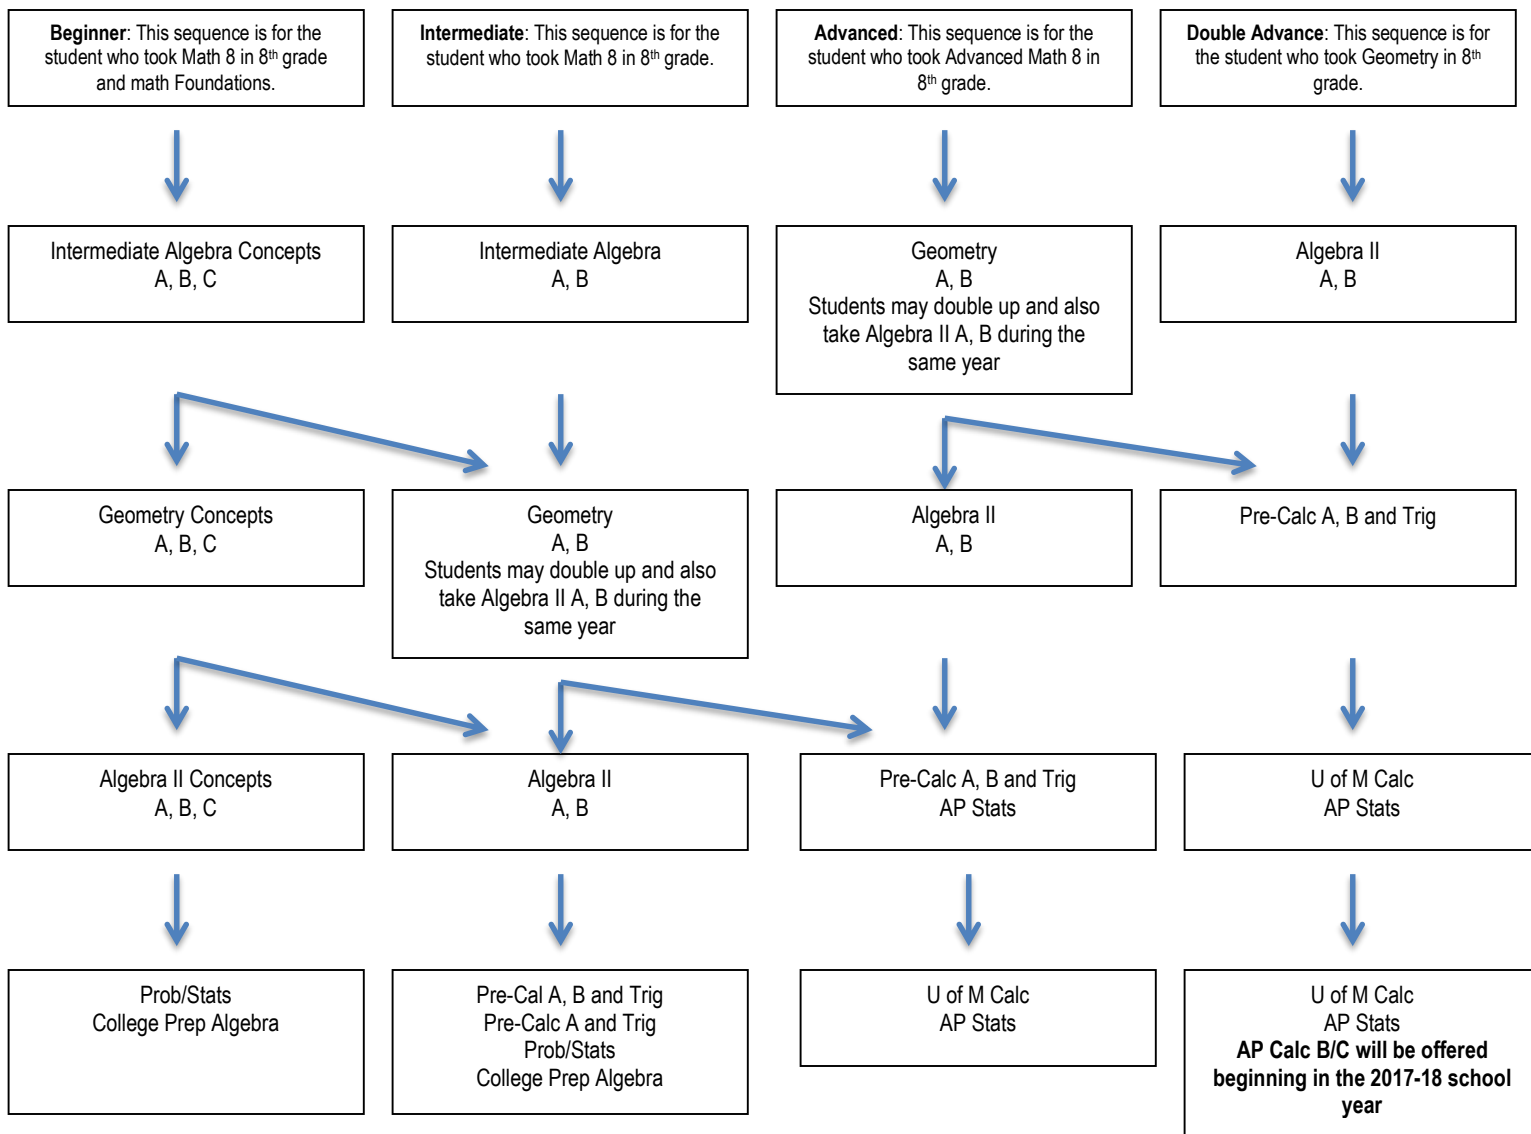 Beginner: This sequence is for the
student who took Math 8 in 8th grade
and math Foundations.
Intermediate: This sequence is for the
student who took Math 8 in 8th grade.
Advanced: This sequence is for the
student who took Advanced Math 8 in
8th grade.
Double Advance: This sequence is for
the student who took Geometry in 8th
grade.
Intermediate Algebra Concepts
A, B, C
Intermediate Algebra
A, B
Geometry
A, B
Students may double up and also
take Algebra II A, B during the
same year
Algebra II
A, B
Geometry Concepts
A, B, C
Geometry
A, B
Students may double up and also
take Algebra II A, B during the
same year
Algebra II
A, B
Pre-Calc A, B and Trig
Algebra II Concepts
A, B, C
Algebra II
A, B
Pre-Calc A, B and Trig
AP Stats
U of M Calc
AP Stats
Prob/Stats
College Prep Algebra
Pre-Cal A, B and Trig
Pre-Calc A and Trig
Prob/Stats
College Prep Algebra
U of M Calc
AP Stats
U of M Calc
AP Stats
AP Calc B/C will be offered
beginning in the 2017-18 school
year